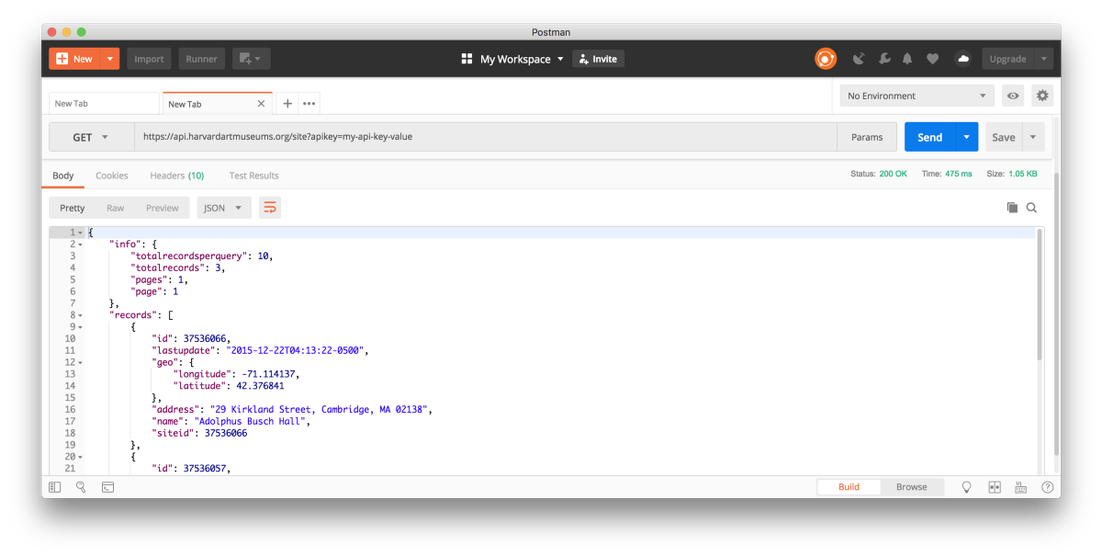 Postman
New Import Runner My Workspace Invite Upgrade
New Tab New Tab No Environment
GET https://api.harvardartmuseums.org/site?apikey=my-api-key-value Params Send Save
Body Cookies Headers (10) Test Results Status: 200 OK Time: 475 ms Size: 1.05 KB
Pretty Raw Preview JSON
1 {
2 "info": {
3 "totalrecordsperquery": 10,
4 "totalrecords": 3,
5 "pages": 1,
6 "page": 1
7 },
8 "records": [
9 {
10 "id": 37536066,
11 "lastupdate": "2015-12-22T04:13:22-0500",
12 "geo": {
13 "longitude": -71.114137,
14 "latitude": 42.376841
15 },
16 "address": "29 Kirkland Street, Cambridge, MA 02138",
17 "name": "Adolphus Busch Hall",
18 "siteid": 37536066
19 },
20 {
21 "id": 37536057,
Build Browse